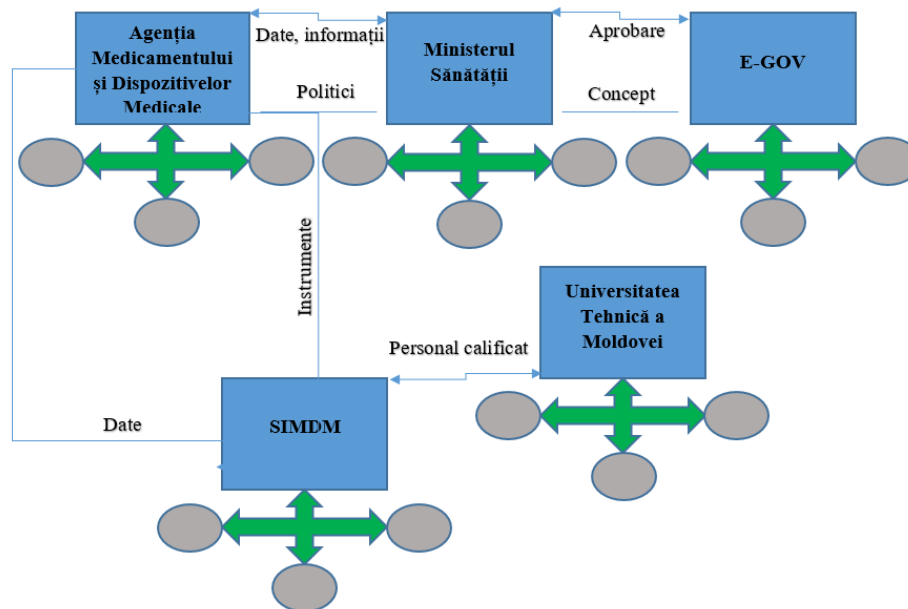 Agenția
Medicamentului
și Dispozitivelor
Medicale
Date, informații
Politici
Ministerul
Sănătății
Aprobare
Concept
E-GOV
Instrumente
Universitatea
Tehnică a
Moldovei
Personal calificat
Date
SIMDM